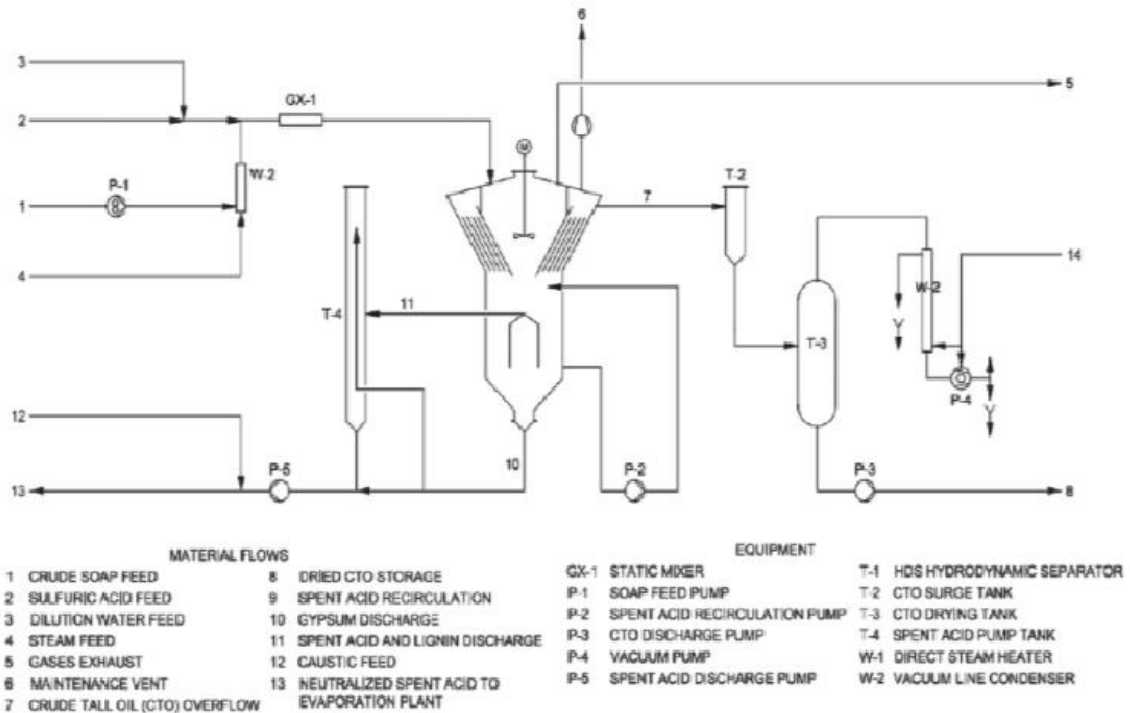 6
3
5
GX-1
2
M
W-2
P-1
T-2
1
7
4
14
W-2
11
T-4
T-3
P-4
12
10
P-5
P-2
P-3
13
8
MATERIAL FLOWS
1 CRUDE SOAP FEED
2 SULFURIC ACID FEED
3 DILUTION WATER FEED
4 STEAM FEED
5 GASES EXHAUST
6 MAINTENANCE VENT
7 CRUDE TALL OIL (CTO) OVERFLOW
8 DRIED CTO STORAGE
9 SPENT ACID RECIRCULATION
10 GYPSUM DISCHARGE
11 SPENT ACID AND LIGNIN DISCHARGE
12 CAUSTIC FEED
13 NEUTRALIZED SPENT ACID TO
EVAPORATION PLANT
EQUIPMENT
GX-1 STATIC MIXER
P-1 SOAP FEED PUMP
P-2 SPENT ACID RECIRCULATION PUMP
P-3 CTO DISCHARGE PUMP
P-4 VACUUM PUMP
P-5 SPENT ACID DISCHARGE PUMP
T-1 HDS HYDRODYNAMIC SEPARATOR
T-2 CTO SURGE TANK
T-3 CTO DRYING TANK
T-4 SPENT ACID PUMP TANK
W-1 DIRECT STEAM HEATER
W-2 VACUUM LINE CONDENSER